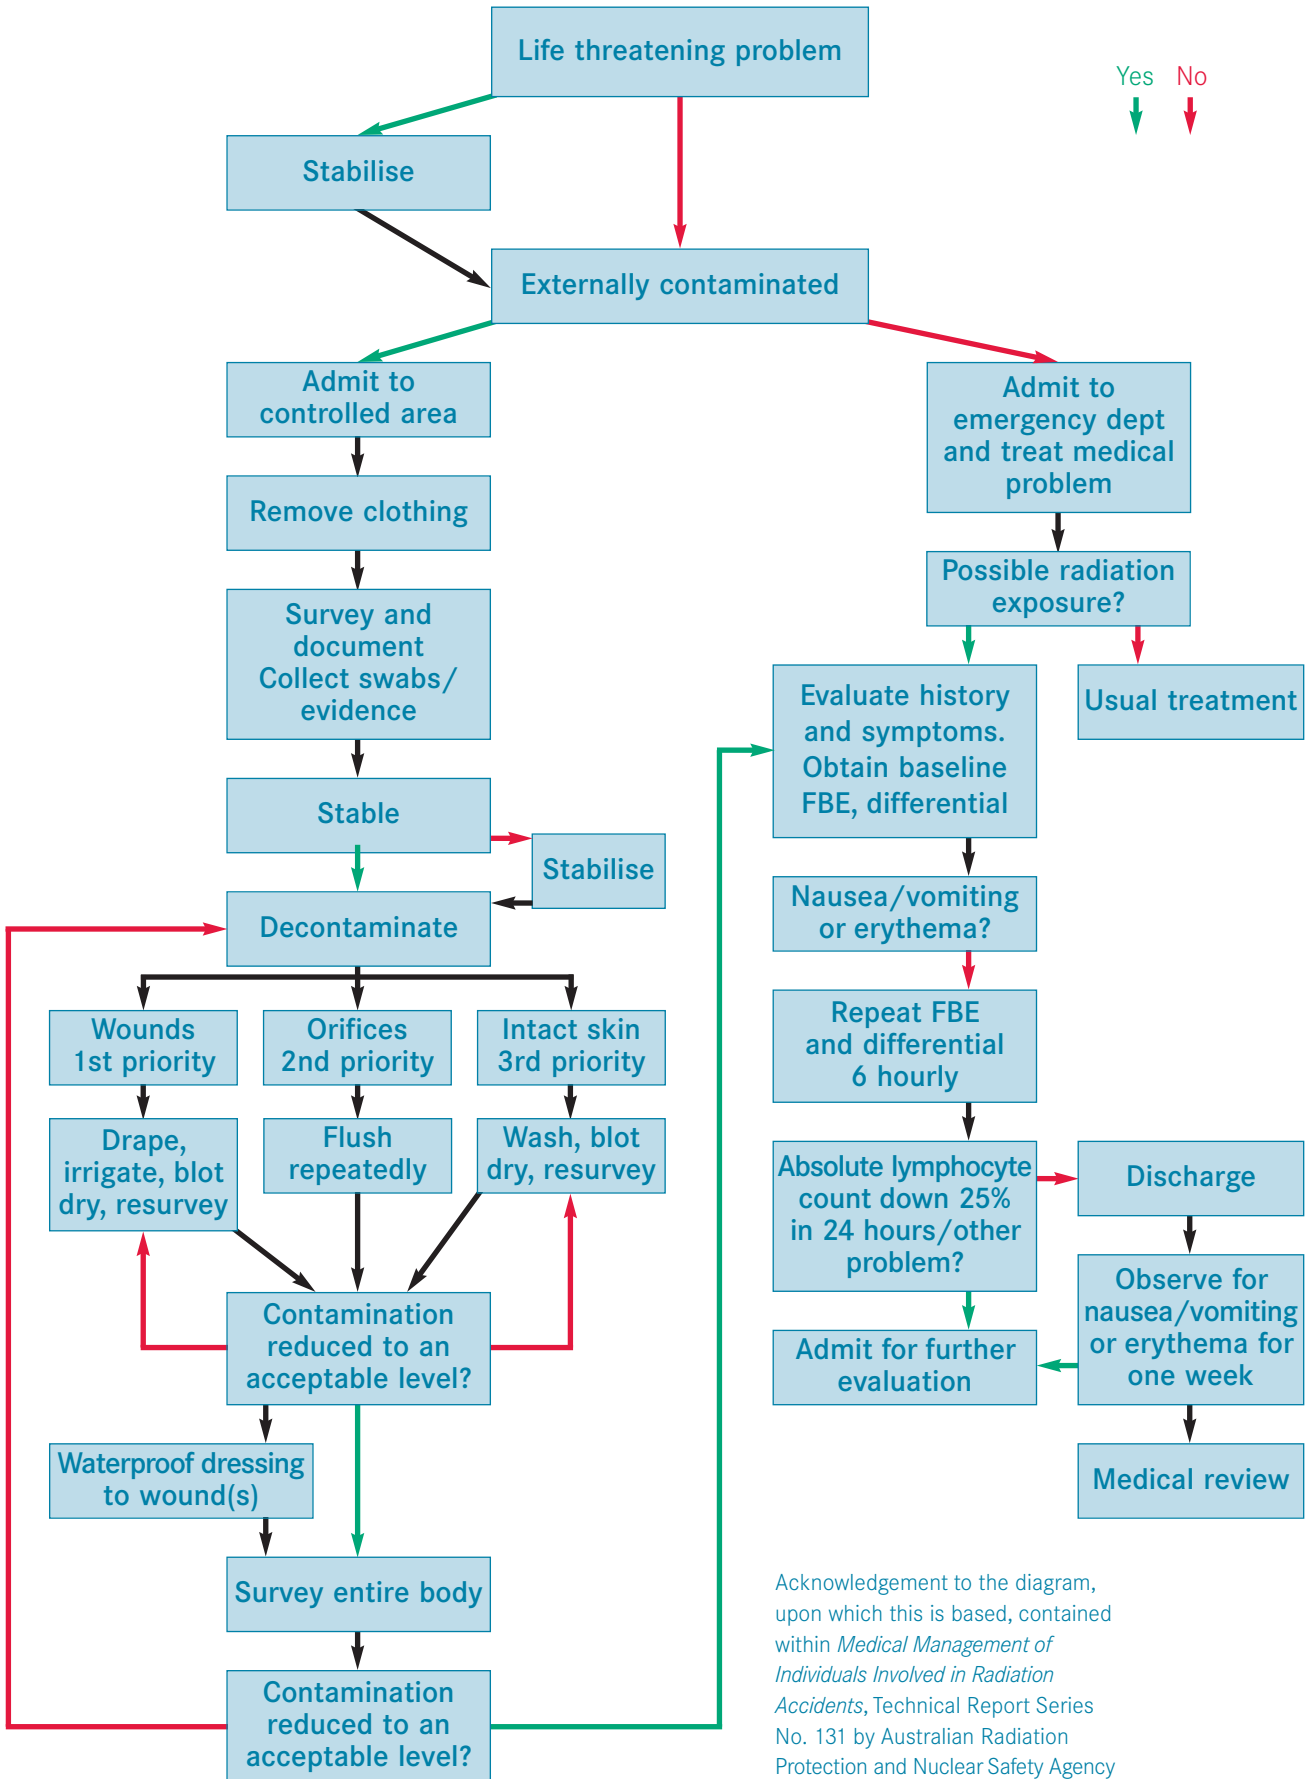 Life threatening problem
Yes No
Stabilise
Externally contaminated
Admit to
controlled area
Remove clothing
Survey and
document
Collect swabs/
evidence
Stable
Stabilise
Decontaminate
Wounds
1st priority
Orifices
2nd priority
Intact skin
3rd priority
Drape,
irrigate, blot
dry, resurvey
Flush
repeatedly
Wash, blot
dry, resurvey
Contamination
reduced to an
acceptable level?
Waterproof dressing
to wound(s)
Survey entire body
Contamination
reduced to an
acceptable level?
Admit to
emergency dept
and treat medical
problem
Possible radiation
exposure?
Evaluate history
and symptoms.
Obtain baseline
FBE, differential
Usual treatment
Nausea/vomiting
or erythema?
Repeat FBE
and differential
6 hourly
Absolute lymphocyte
count down 25%
in 24 hours/other
problem?
Discharge
Observe for
nausea/vomiting
or erythema for
one week
Admit for further
evaluation
Medical review
Acknowledgement to the diagram,
upon which this is based, contained
within Medical Management of
Individuals Involved in Radiation
Accidents, Technical Report Series
No. 131 by Australian Radiation
Protection and Nuclear Safety Agency